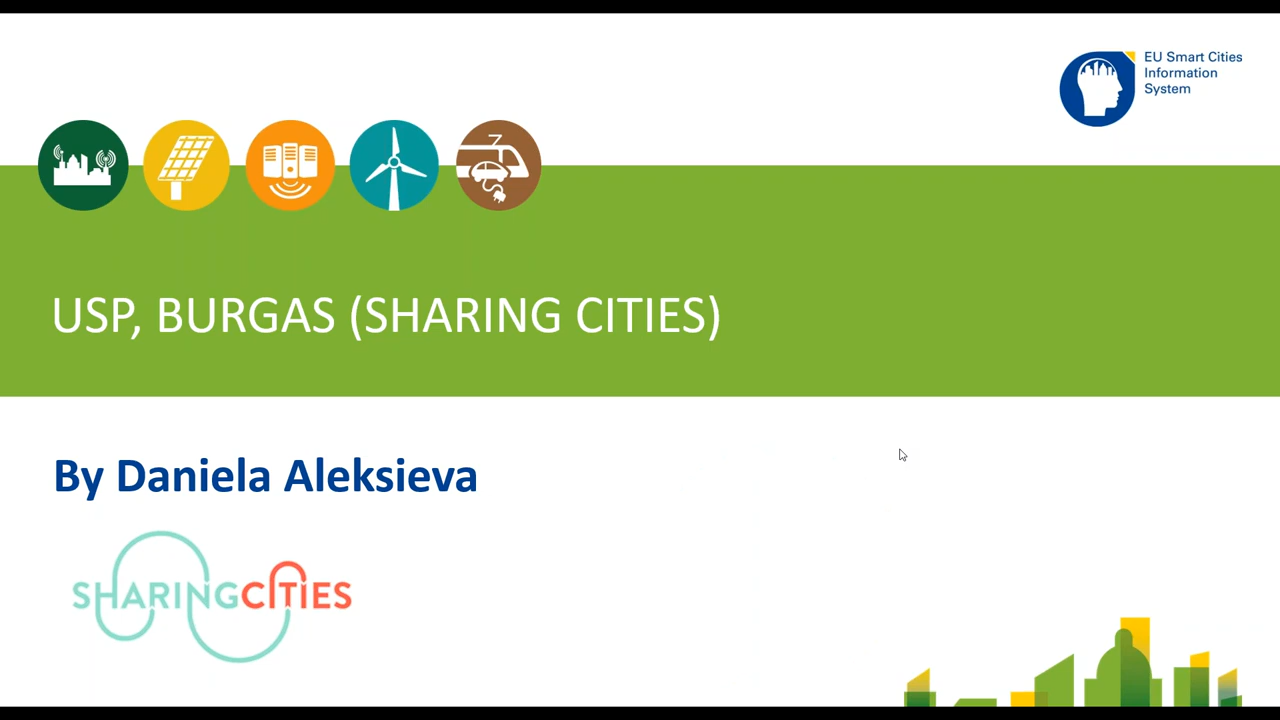 EU Smart Cities
Information
System
USP, BURGAS (SHARING CITIES)
By Daniela Aleksieva
SHARINGCITIES